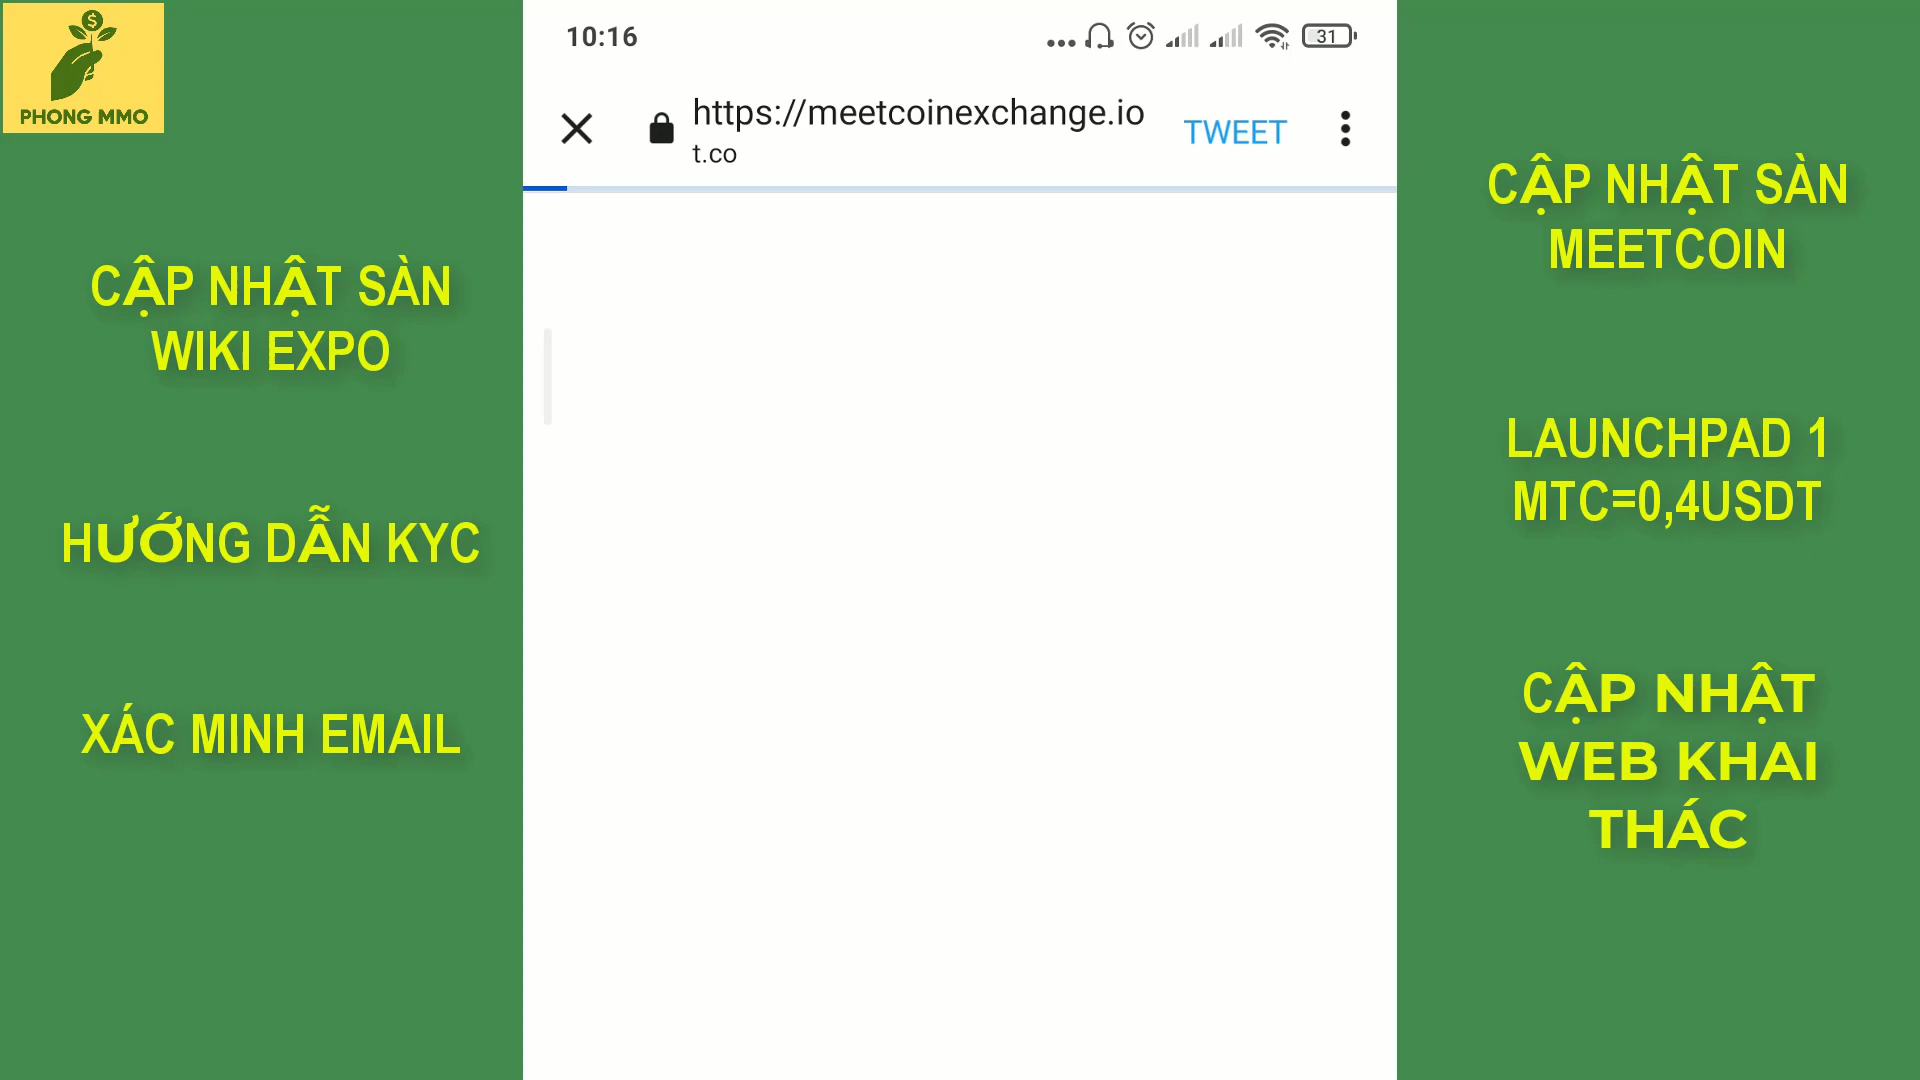 $
PHONG MMO
CẬP NHẬT SÀN
WIKI EXPO
HƯỚNG DẪN KYC
XÁC MINH EMAIL
10:16
31
https://meetcoinexchange.io
t.co
TWEET
CẬP NHẬT SÀN
MEETCOIN
LAUNCHPAD 1
MTC=0,4USDT
CẬP NHẬT
WEB KHAI
THÁC